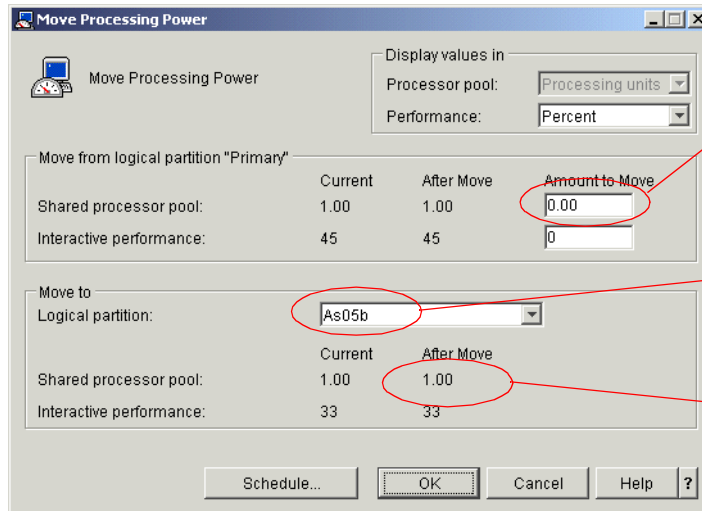 Move Processing Power
Move Processing Power
Display values in
Processor pool: Processing units
Performance: Percent
Move from logical partition "Primary"
Current After Move Amount to Move
Shared processor pool: 1.00 1.00 0.00
Interactive performance: 45 45 0
Move to
Logical partition: As05b
Current After Move
Shared processor pool: 1.00 1.00
Interactive performance: 33 33
Schedule... OK Cancel Help ?